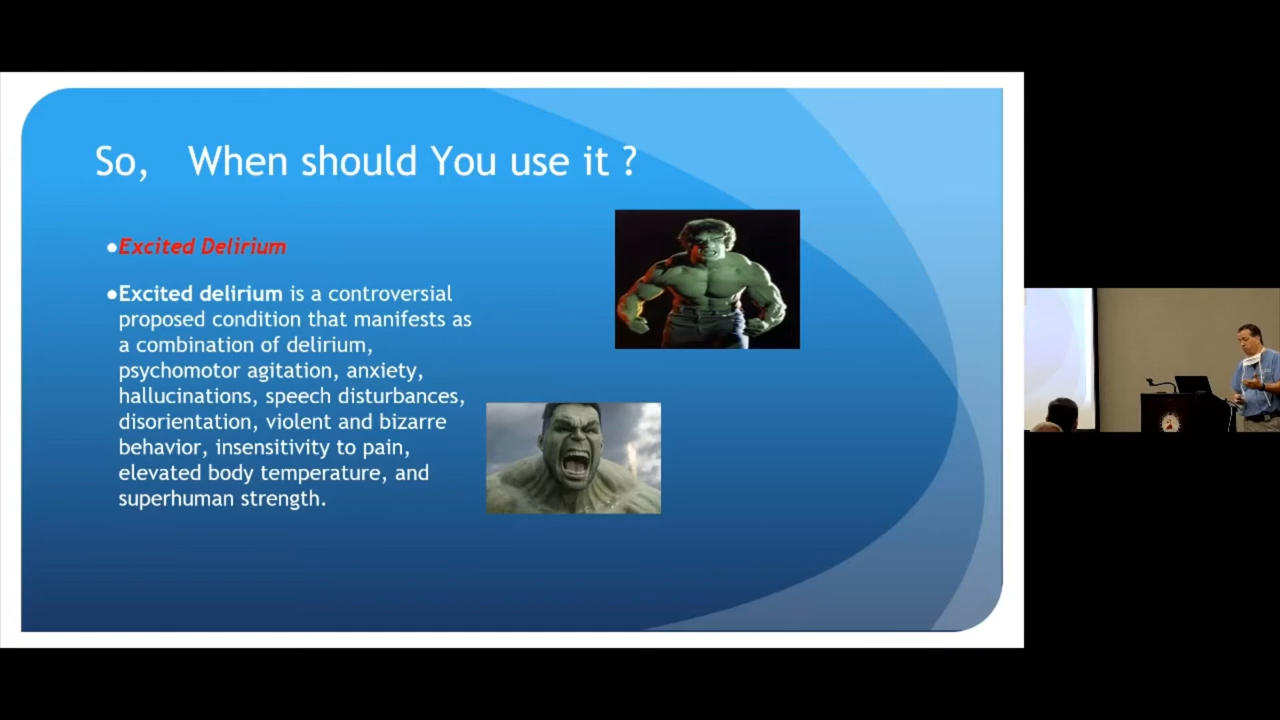 So, When should You use it ?
●Excited Delirium
●Excited delirium is a controversial
proposed condition that manifests as
a combination of delirium,
psychomotor agitation, anxiety,
hallucinations, speech disturbances,
disorientation, violent and bizarre
behavior, insensitivity to pain,
elevated body temperature, and
superhuman strength.